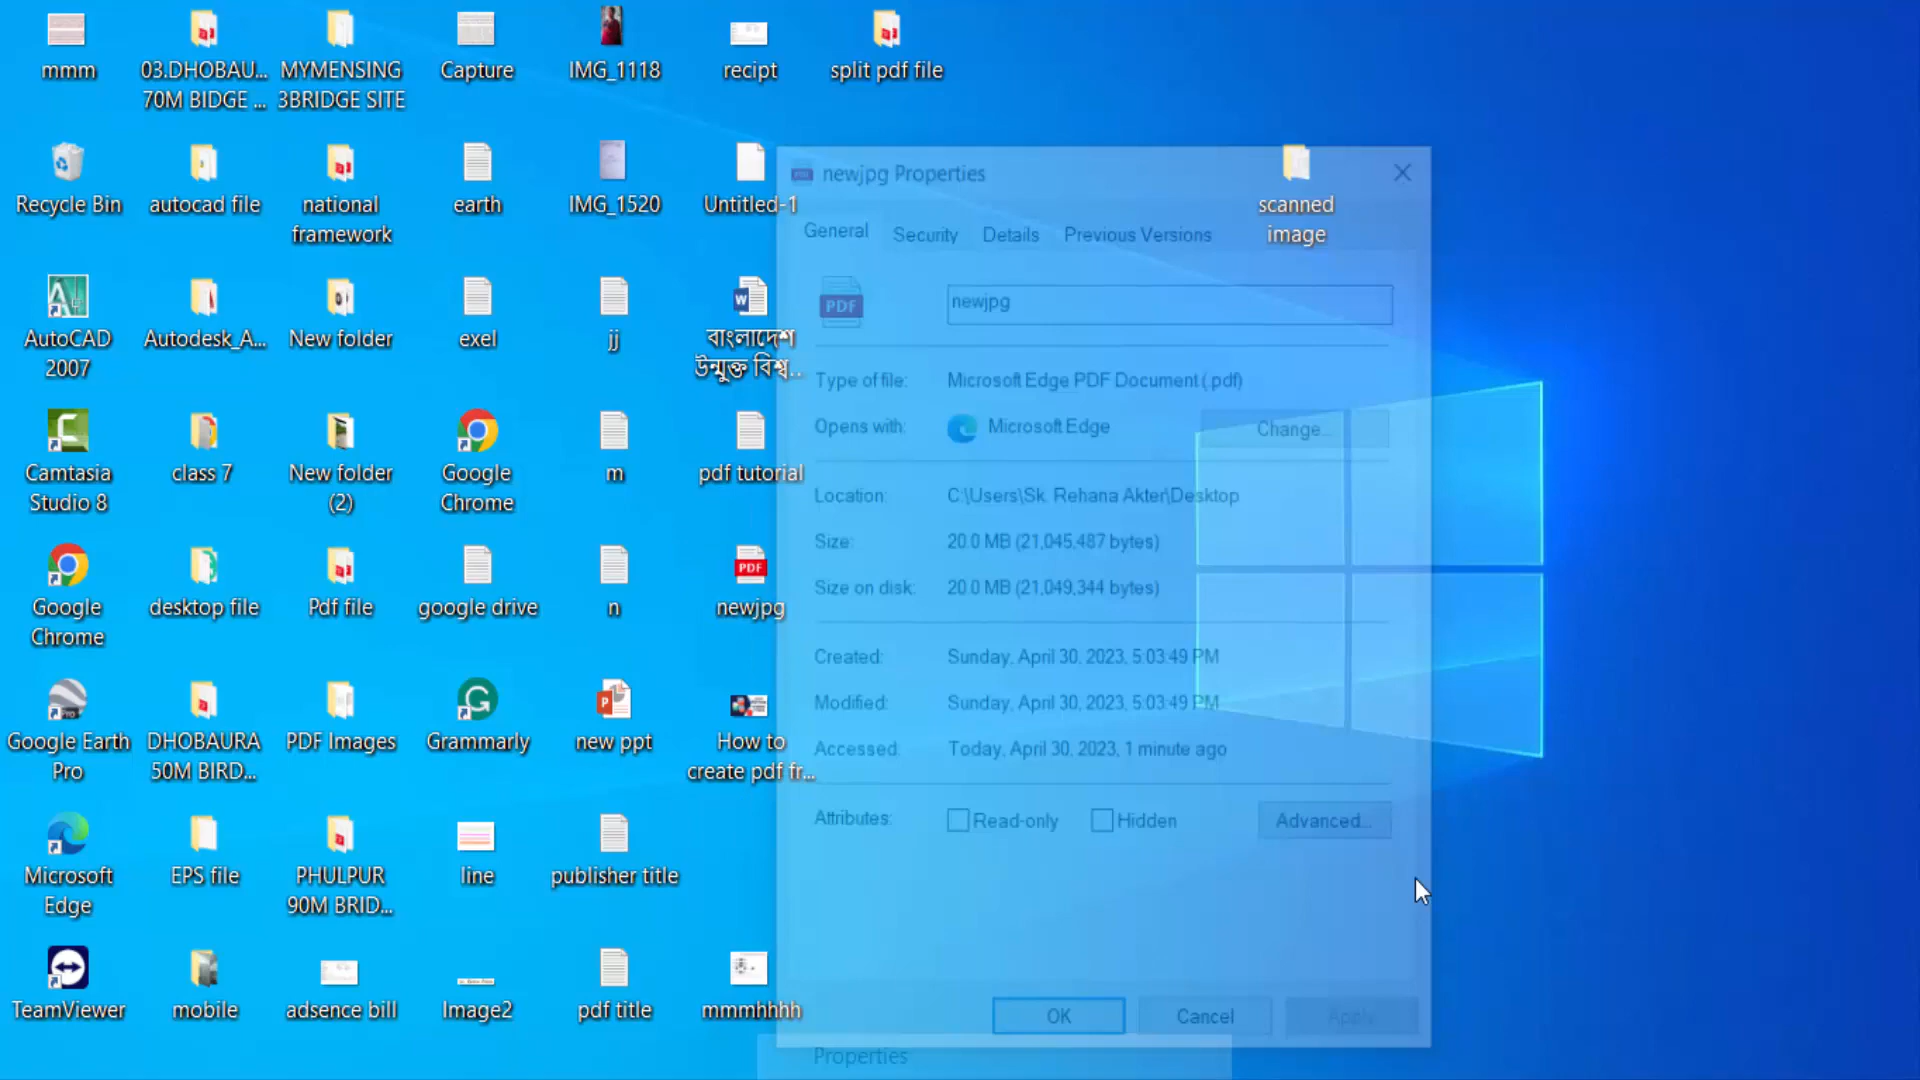 mmm
03.DHOBAU...
70M BIDGE ...
MYMENSING
3BRIDGE SITE
Capture
IMG_1118
recipt
split pdf file
Recycle Bin
autocad file
national
framework
earth
IMG_1520
Untitled-1
scanned
image
AutoCAD
2007
Autodesk_A...
New folder
exel
jj
বাংলাদেশ
উন্মুক্ত বিশ্ব...
Camtasia
Studio 8
class 7
New folder
(2)
Google
Chrome
m
pdf tutorial
Google
Chrome
desktop file
Pdf file
google drive
n
PDF
newjpg
Google Earth
Pro
DHOBAURA
50M BIRD...
PDF Images
Grammarly
new ppt
How to
create pdf fr...
Microsoft
Edge
EPS file
PHULPUR
90M BRID...
line
publisher title
TeamViewer
mobile
adsence bill
Image2
pdf title
mmmhhhh
newjpg Properties
General Security Details Previous Versions
PDF
newjpg
Type of file: Microsoft Edge PDF Document (.pdf)
Opens with: Microsoft Edge Change...
Location: C:\Users\Sk. Rehana Akter\Desktop
Size: 20.0 MB (21,045,487 bytes)
Size on disk: 20.0 MB (21,049,344 bytes)
Created: Sunday, April 30, 2023, 5:03:49 PM
Modified: Sunday, April 30, 2023, 5:03:49 PM
Accessed: Today, April 30, 2023, 1 minute ago
Attributes: Read-only Hidden Advanced...
OK Cancel Apply
Properties